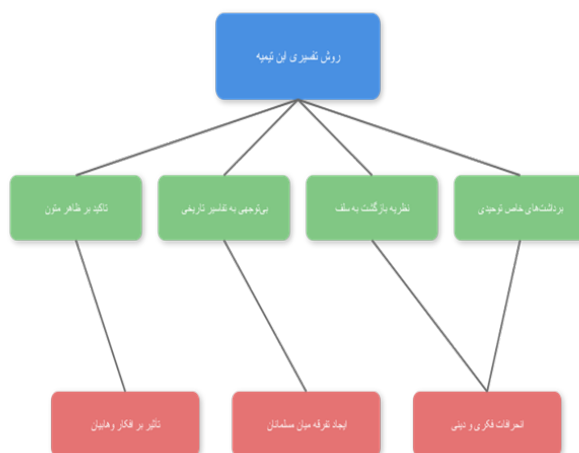 روش تفسیری ابن تیمیه
برداشت‌های خاص توحیدی
نظریه بازگشت به سلف
بی‌توجهی به تفاسیر تاریخی
تاکید بر ظاهر متون
انحرافات فکری و دینی
ایجاد تفرقه میان مسلمانان
تأثیر بر افکار وهابیان